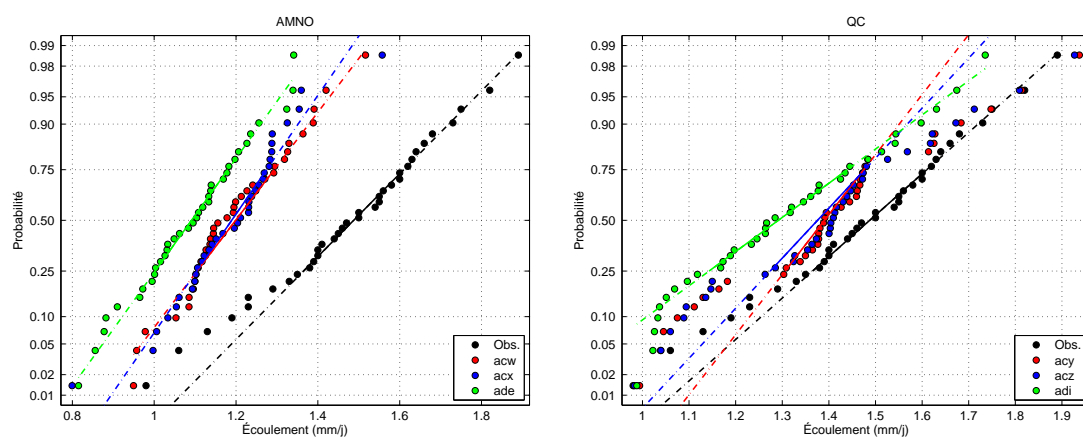 AMNO
Probabilité
0.99
0.98
0.95
0.90
0.75
0.50
0.25
0.10
0.05
0.02
0.01
0.8 1 1.2 1.4 1.6 1.8
Écoulement (mm/j)
Obs.
acw
acx
ade
QC
Probabilité
0.99
0.98
0.95
0.90
0.75
0.50
0.25
0.10
0.05
0.02
0.01
1 1.1 1.2 1.3 1.4 1.5 1.6 1.7 1.8 1.9
Écoulement (mm/j)
Obs.
acy
acz
adi